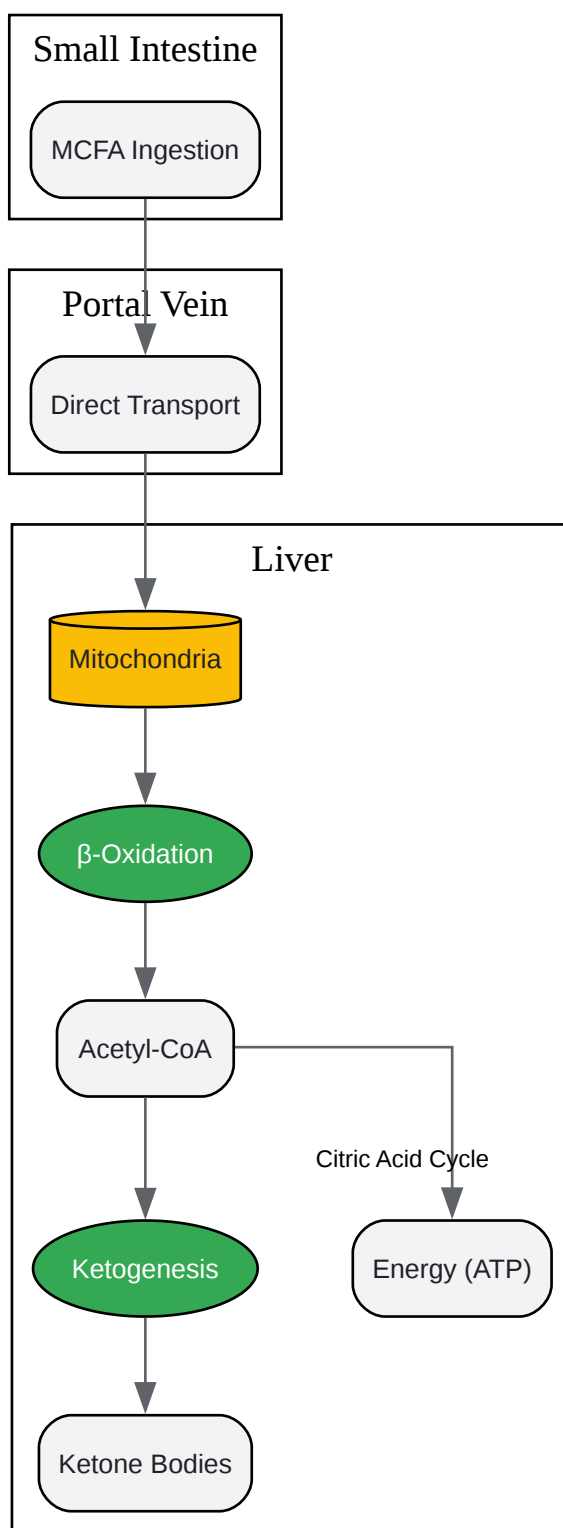 Small Intestine
MCFA Ingestion
Portal Vein
Direct Transport
Liver
Mitochondria
β-Oxidation
Acetyl-CoA
Citric Acid Cycle
Ketogenesis
Energy (ATP)
Ketone Bodies